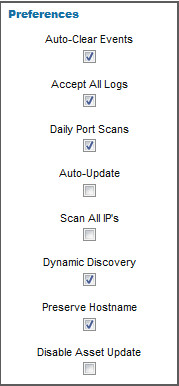 Preferences
Auto-Clear Events
Accept All Logs
Daily Port Scans
Auto-Update
Scan All IP's
Dynamic Discovery
Preserve Hostname
Disable Asset Update